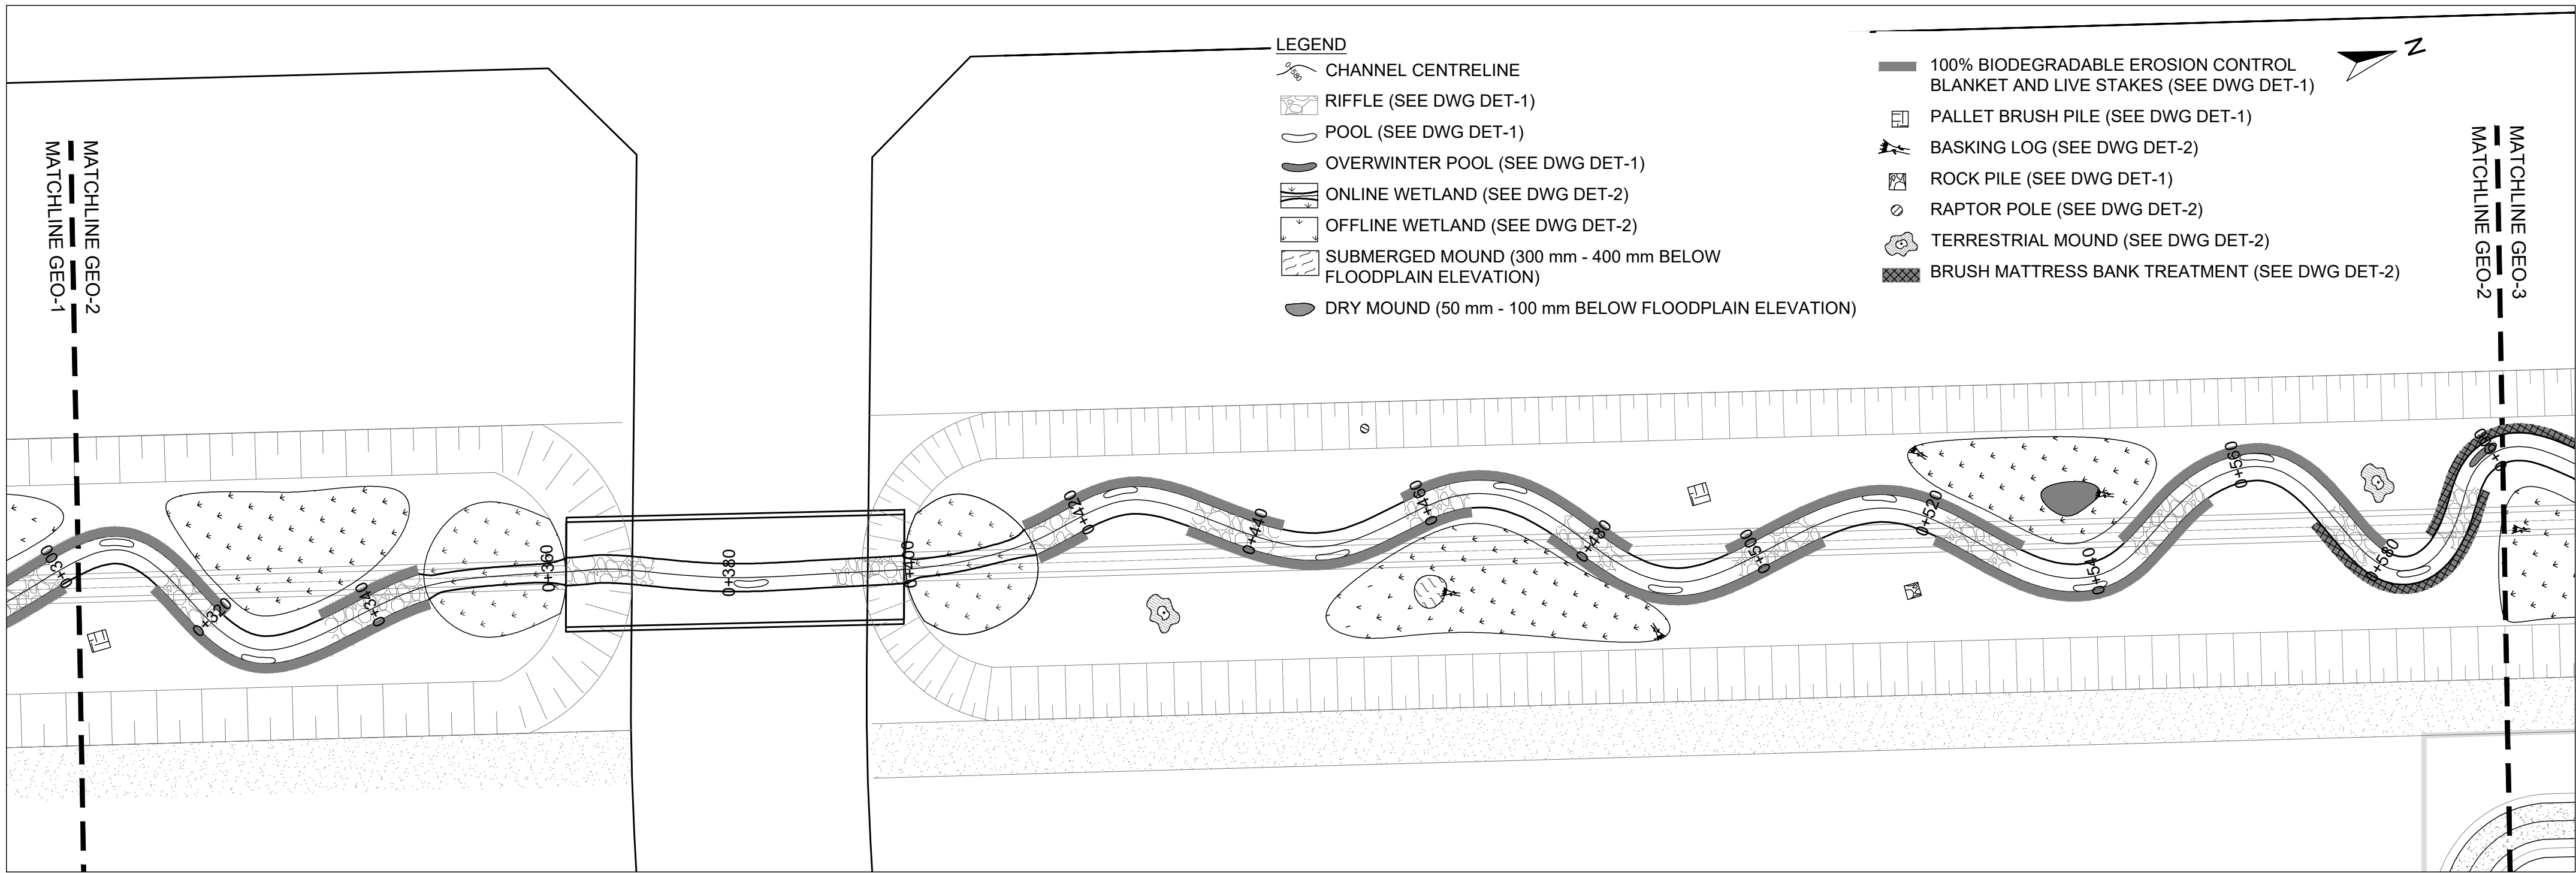 LEGEND
CHANNEL CENTRELINE
0+580
RIFFLE (SEE DWG DET-1)
POOL (SEE DWG DET-1)
OVERWINTER POOL (SEE DWG DET-1)
ONLINE WETLAND (SEE DWG DET-2)
OFFLINE WETLAND (SEE DWG DET-2)
SUBMERGED MOUND (300 mm - 400 mm BELOW
FLOODPLAIN ELEVATION)
DRY MOUND (50 mm - 100 mm BELOW FLOODPLAIN ELEVATION)
100% BIODEGRADABLE EROSION CONTROL
BLANKET AND LIVE STAKES (SEE DWG DET-1)
PALLET BRUSH PILE (SEE DWG DET-1)
BASKING LOG (SEE DWG DET-2)
ROCK PILE (SEE DWG DET-1)
RAPTOR POLE (SEE DWG DET-2)
TERRESTRIAL MOUND (SEE DWG DET-2)
BRUSH MATTRESS BANK TREATMENT (SEE DWG DET-2)
N
MATCHLINE GEO-1
MATCHLINE GEO-2
MATCHLINE GEO-2
MATCHLINE GEO-3
0+300
0+320
0+340
0+360
0+380
0+400
0+420
0+440
0+460
0+480
0+500
0+520
0+540
0+560
0+580
0+600